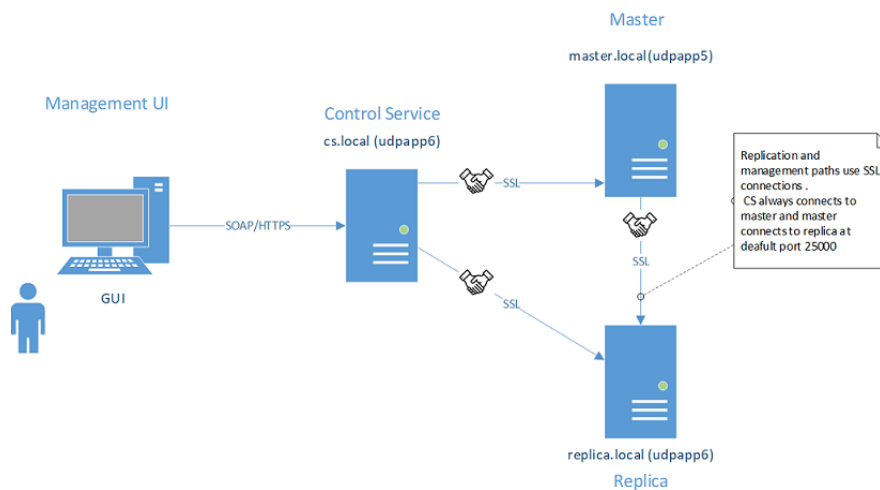 Master
master.local(udpapp5)
Management UI
Control Service
cs.local (udpapp6)
SSL
SOAP/HTTPS
GUI
SSL
SSL
Replication and
management paths use SSL
connections .
CS always connects to
master and master
connects to replica at
deafult port 25000
replica.local (udpapp6)
Replica